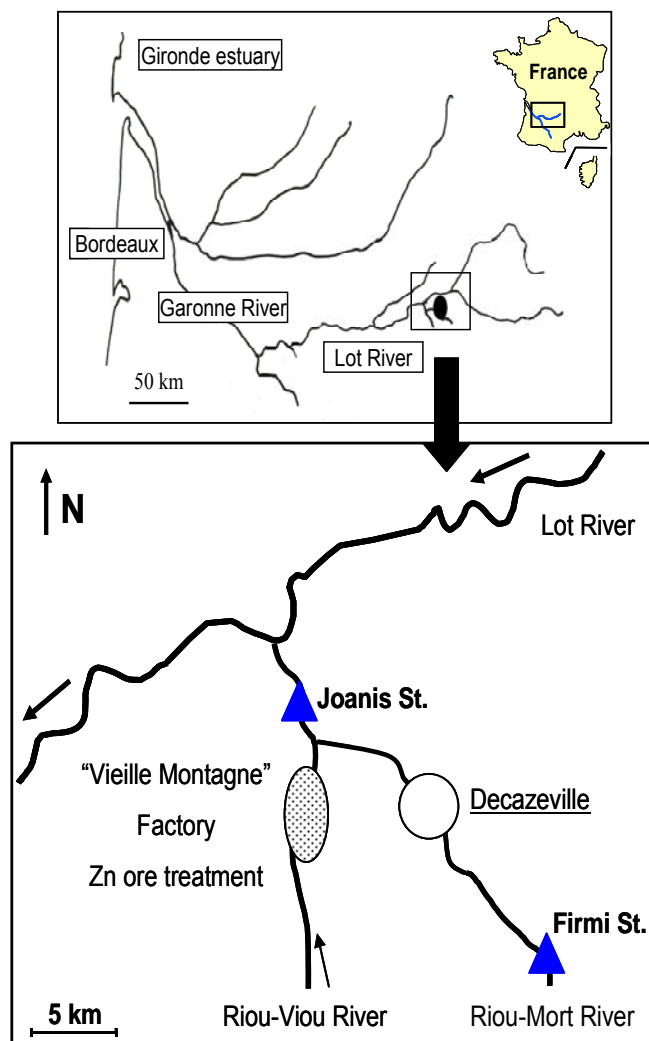 Gironde estuary
France
Bordeaux
Garonne River
Lot River
50 km
N
Lot River
Joanis St.
“Vieille Montagne”
Factory
Zn ore treatment
Decazeville
Firmi St.
5 km
Riou-Viou River
Riou-Mort River